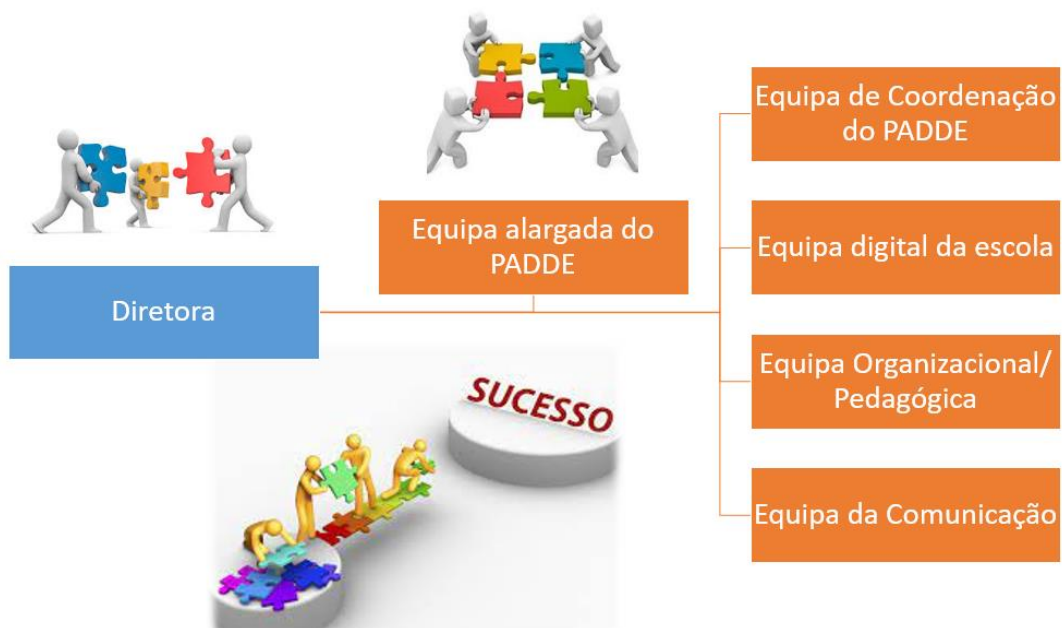 Diretora
Equipa alargada do
PADDE
Equipa de Coordenação
do PADDE
Equipa digital da escola
Equipa Organizacional/
Pedagógica
Equipa da Comunicação
SUCESSO